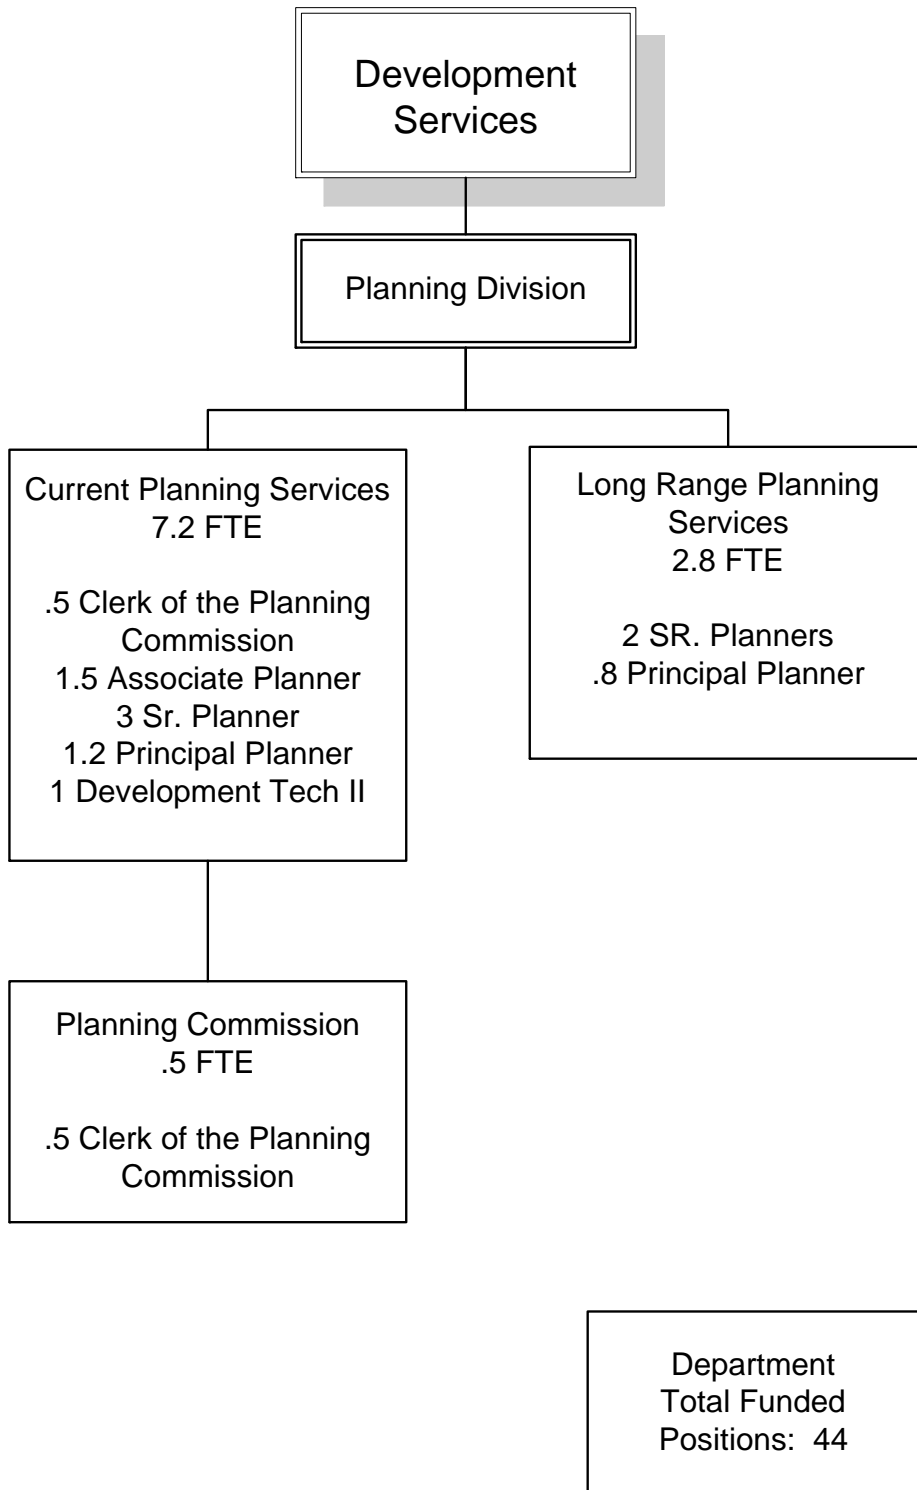 Development
Services
Planning Division
Current Planning Services
7.2 FTE
.5 Clerk of the Planning
Commission
1.5 Associate Planner
3 Sr. Planner
1.2 Principal Planner
1 Development Tech II
Long Range Planning
Services
2.8 FTE
2 SR. Planners
.8 Principal Planner
Planning Commission
.5 FTE
.5 Clerk of the Planning
Commission
Department
Total Funded
Positions: 44